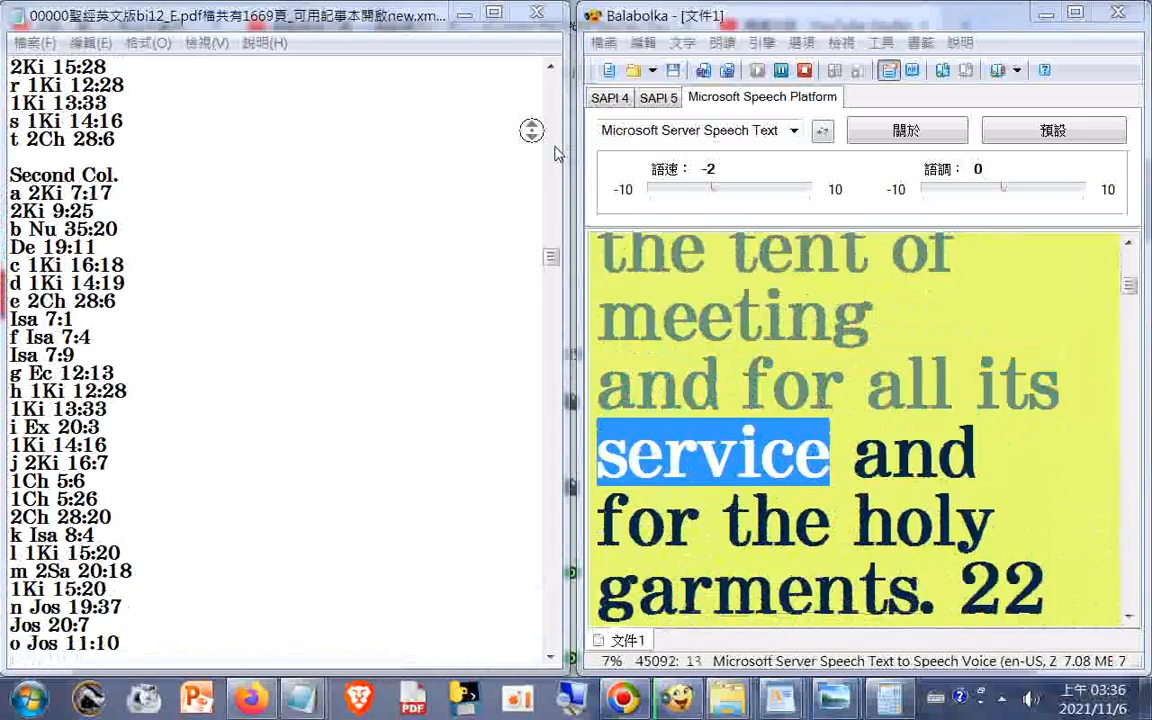 00000聖經英文版bi12_E.pdf檔共有1669頁_可用記事本開啟new.xm...
檔案(F) 編輯(E) 格式(O) 檢視(V) 說明(H)
2Ki 15:28
r 1Ki 12:28
1Ki 13:33
s 1Ki 14:16
t 2Ch 28:6
Second Col.
a 2Ki 7:17
2Ki 9:25
b Nu 35:20
De 19:11
c 1Ki 16:18
d 1Ki 14:19
e 2Ch 28:6
Isa 7:1
f Isa 7:4
Isa 7:9
g Ec 12:13
h 1Ki 12:28
1Ki 13:33
i Ex 20:3
1Ki 14:16
j 2Ki 16:7
1Ch 5:6
1Ch 5:26
2Ch 28:20
k Isa 8:4
l 1Ki 15:20
m 2Sa 20:18
1Ki 15:20
n Jos 19:37
Jos 20:7
o Jos 11:10
Balabolka - [文件1]
檔案 編輯 文字 朗讀 引擎 選項 檢視 工具 書籤 說明
SAPI 4 SAPI 5 Microsoft Speech Platform
Microsoft Server Speech Text 關於 預設
語速： -2 語調： 0
-10 10 -10 10
the tent of
meeting
and for all its
service and
for the holy
garments. 22
文件1
7% 45092: 13 Microsoft Server Speech Text to Speech Voice (en-US, 2 7.08 ME 7
上午 03:36
2021/11/6